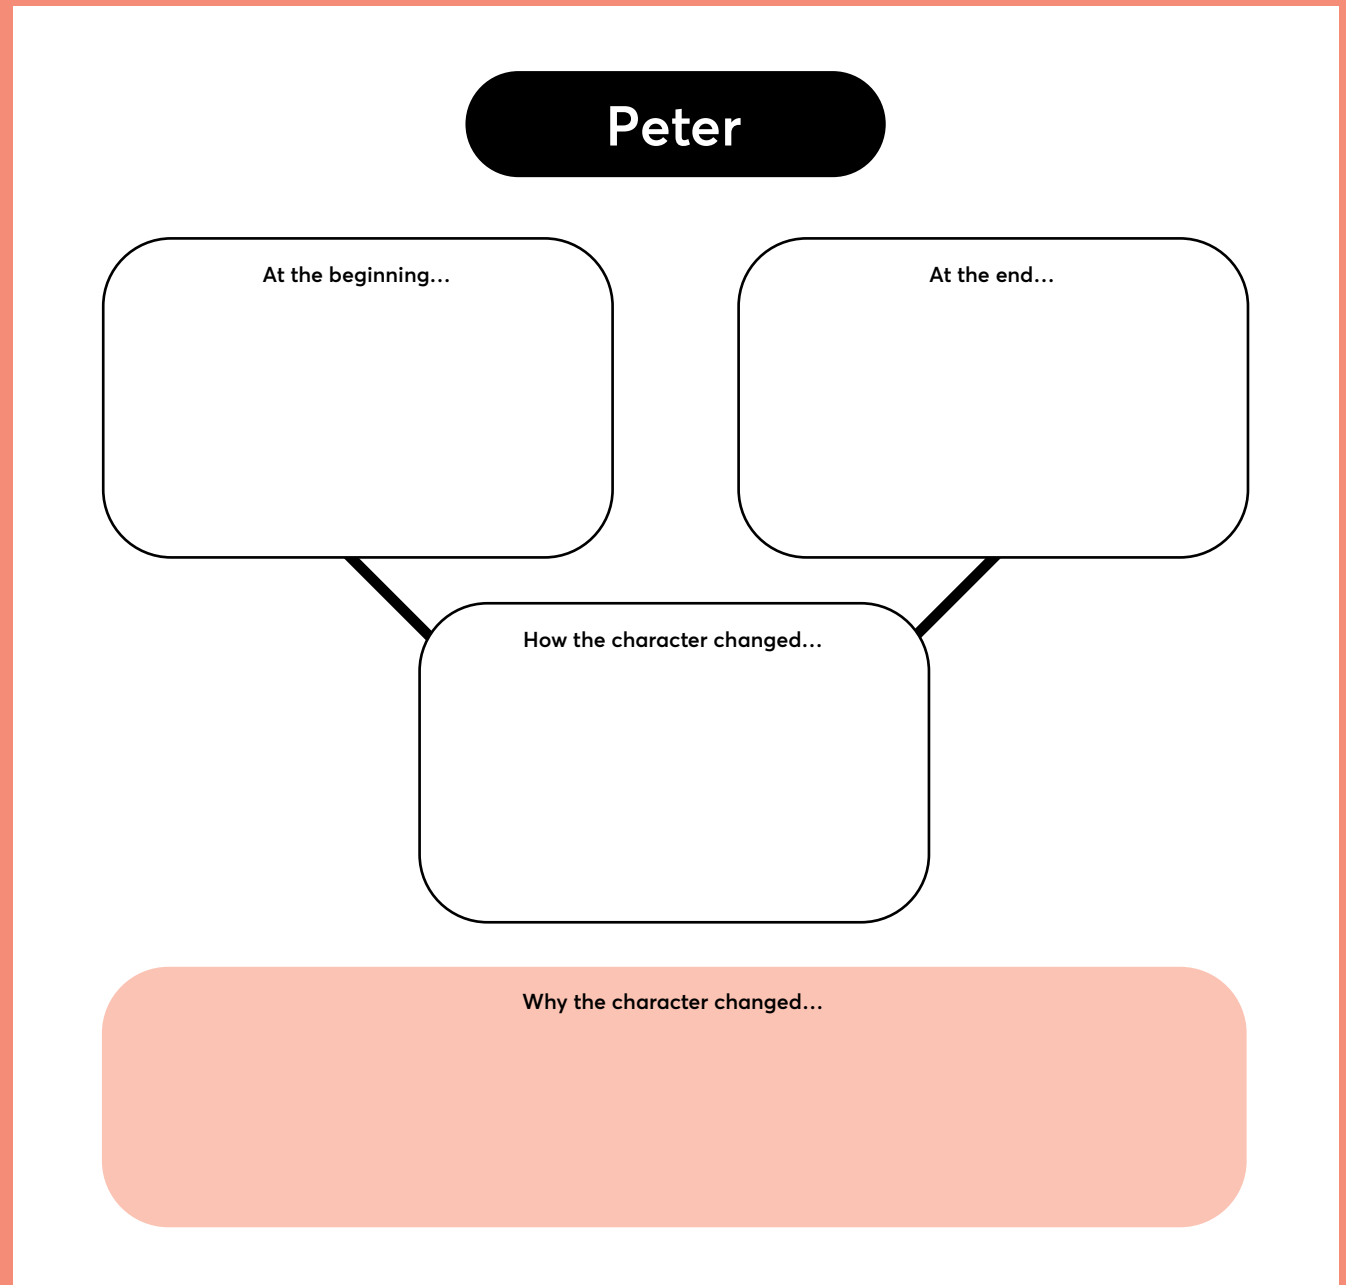 Peter
At the beginning...
At the end...
How the character changed...
Why the character changed...